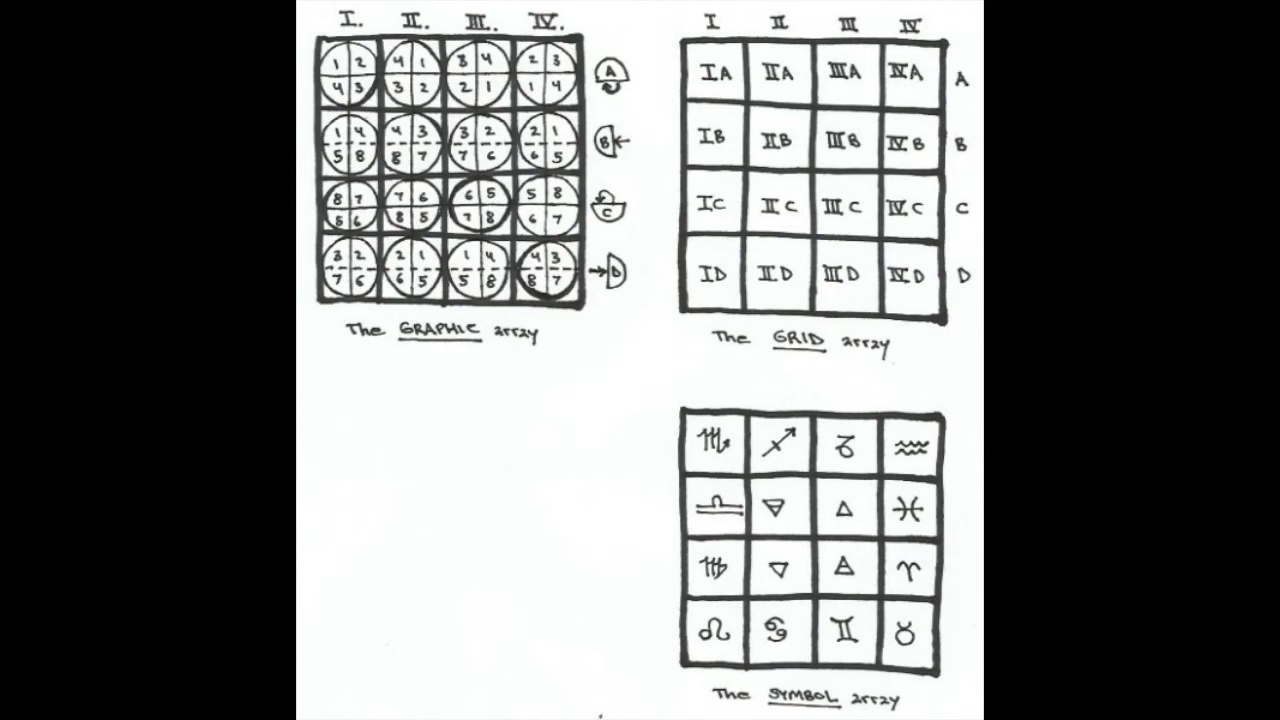 I. II. III. IV.
1 2 4 1 3 4 2 3
4 3 3 2 2 1 1 4
A
1 4 4 3 3 2 2 1
5 8 8 7 7 6 6 5
B
8 7 7 6 6 5 5 8
5 6 8 5 7 8 6 7
C
3 2 2 1 1 4 4 3
7 6 6 5 5 8 8 7
D
The GRAPHIC array
I II III IV
IA IIA IIIA IVA A
IB IIB IIIB IVB B
IC IIC IIIC IVC C
ID IID IIID IVD D
The GRID array
♏ ♐ ♑ ♒
♎ 🜃 🜂 ♓
♍ 🜄 🜁 ♈
♌ ♋ ♊ ♉
The SYMBOL array